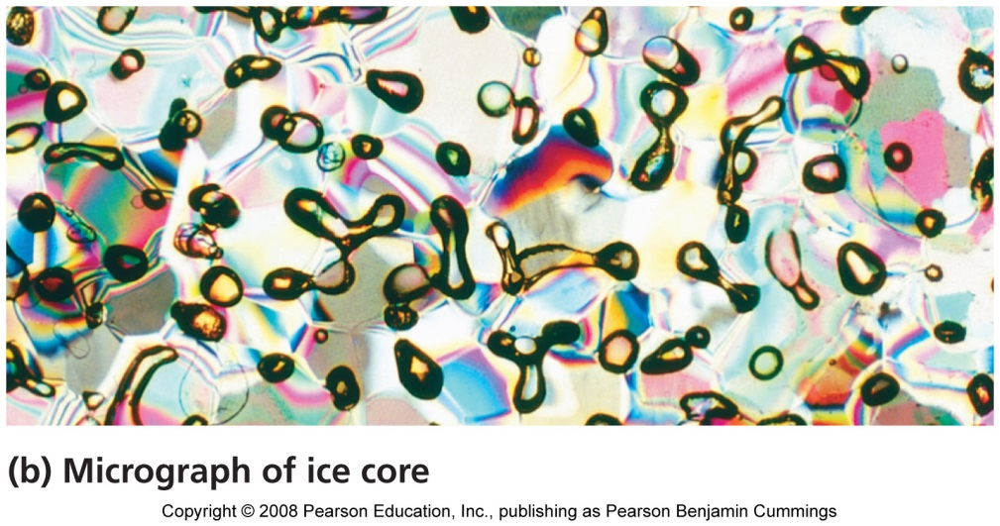 (b) Micrograph of ice core
Copyright © 2008 Pearson Education, Inc., publishing as Pearson Benjamin Cummings